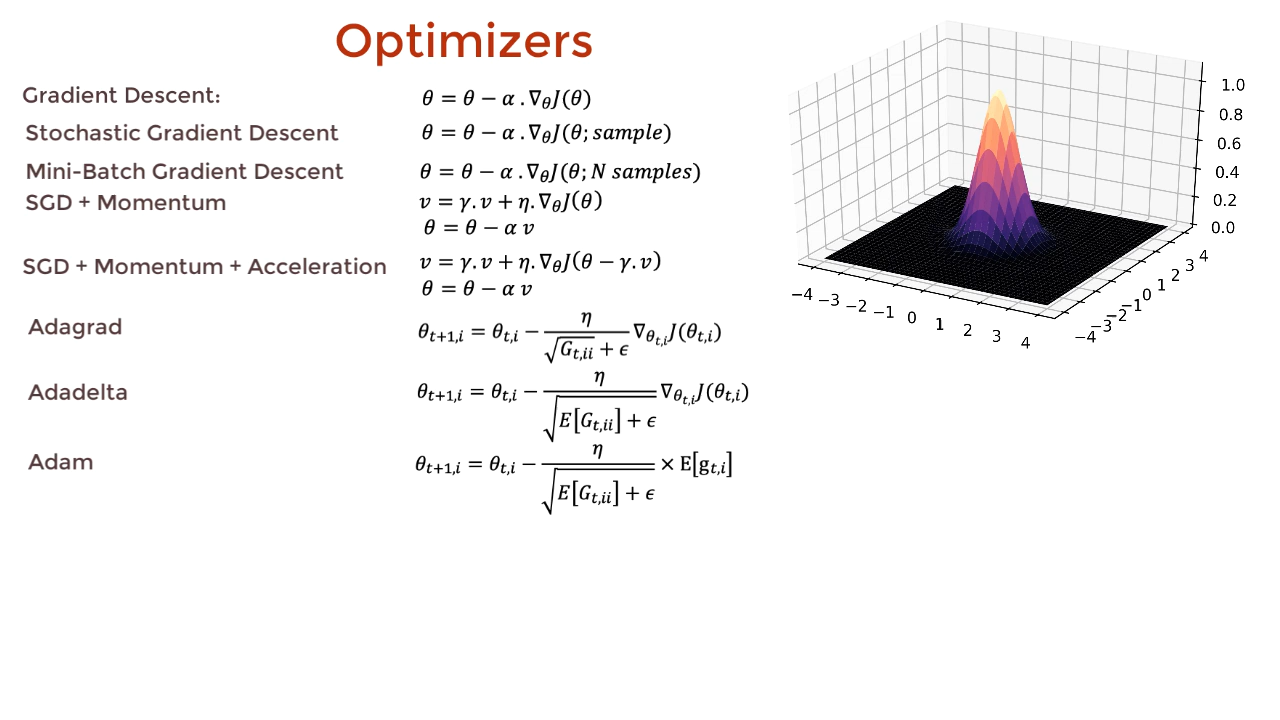 Optimizers
Gradient Descent: θ = θ − α . ∇θJ(θ)
Stochastic Gradient Descent θ = θ − α . ∇θJ(θ; sample)
Mini-Batch Gradient Descent θ = θ − α . ∇θJ(θ; N samples)
SGD + Momentum v = γ. v + η. ∇θJ(θ)
θ = θ − α v
SGD + Momentum + Acceleration v = γ. v + η. ∇θJ(θ − γ. v)
θ = θ − α v
Adagrad θt+1,i = θt,i − η / (√Gt,ii + ϵ) ∇θt,iJ(θt,i)
Adadelta θt+1,i = θt,i − η / √(E[Gt,ii] + ϵ) ∇θt,iJ(θt,i)
Adam θt+1,i = θt,i − η / √(E[Gt,ii] + ϵ) × E[gt,i]
1.0
0.8
0.6
0.4
0.2
0.0
−4 −3 −2 −1 0 1 2 3 4
−4 −3 −2 −1 0 1 2 3 4